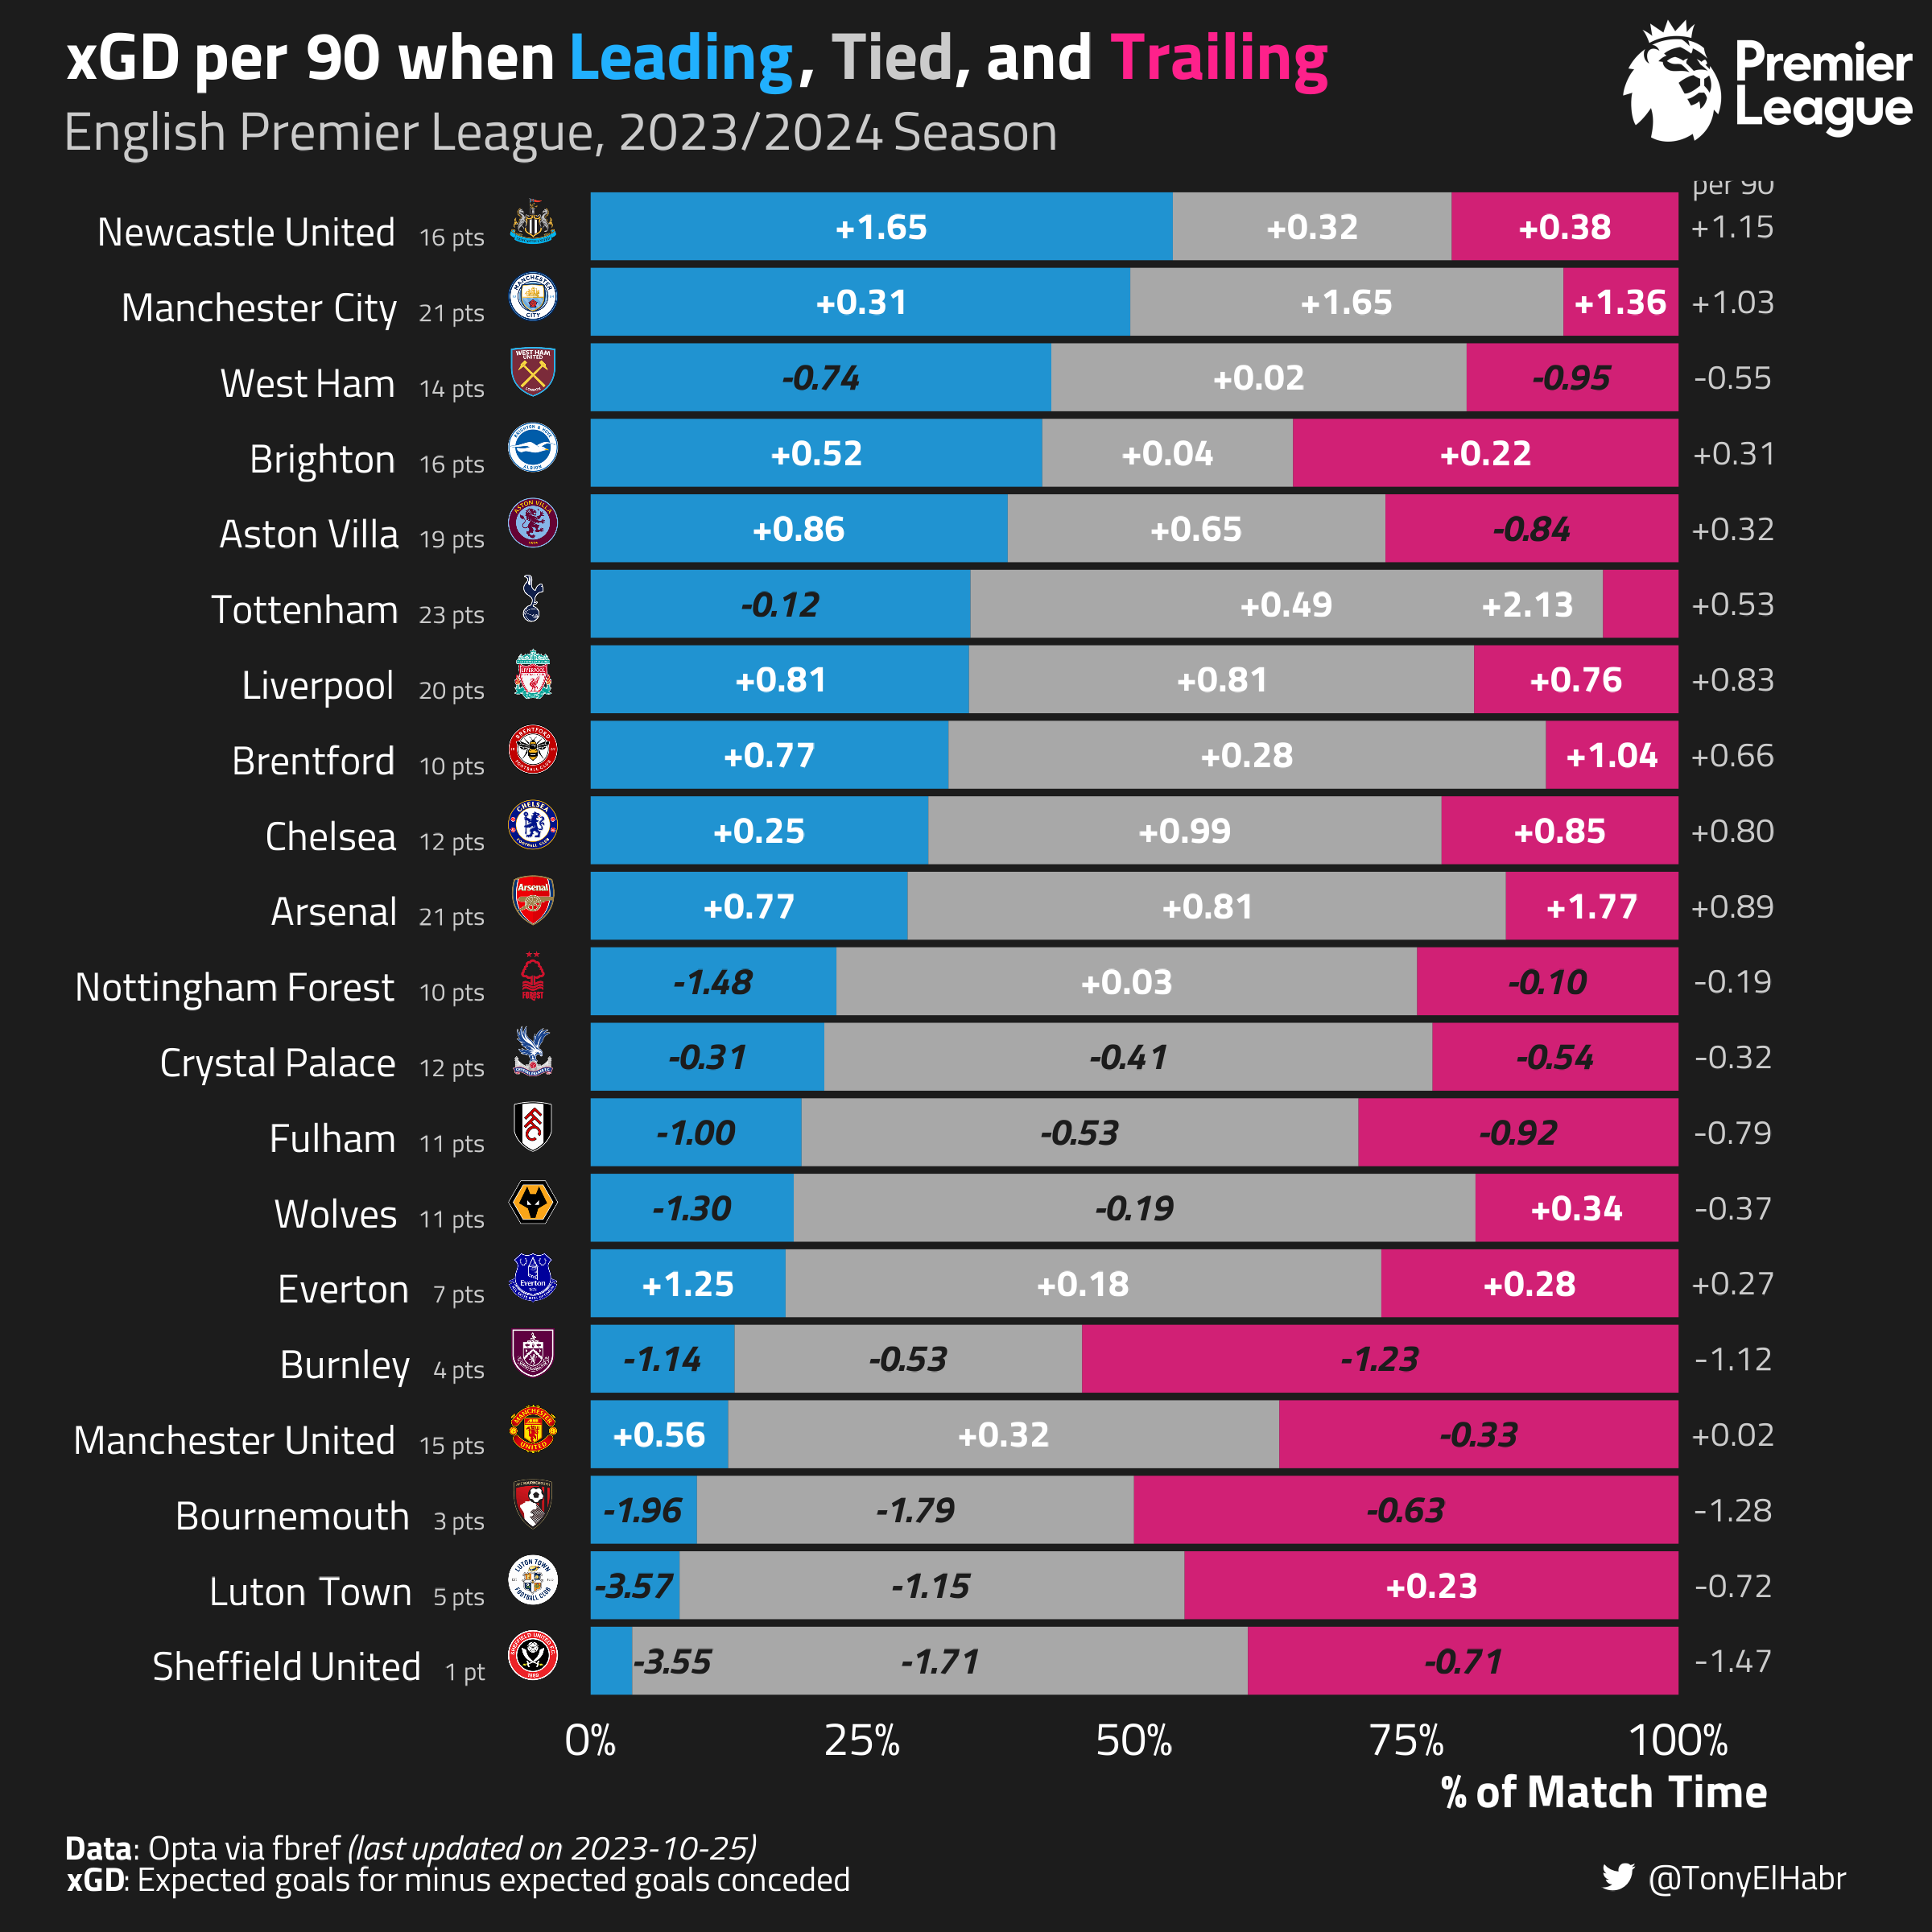 xGD per 90 when Leading, Tied, and Trailing
English Premier League, 2023/2024 Season
Premier
League
per 90
Newcastle United 16 pts +1.65 +0.32 +0.38 +1.15
Manchester City 21 pts +0.31 +1.65 +1.36 +1.03
West Ham 14 pts -0.74 +0.02 -0.95 -0.55
Brighton 16 pts +0.52 +0.04 +0.22 +0.31
Aston Villa 19 pts +0.86 +0.65 -0.84 +0.32
Tottenham 23 pts -0.12 +0.49 +2.13 +0.53
Liverpool 20 pts +0.81 +0.81 +0.76 +0.83
Brentford 10 pts +0.77 +0.28 +1.04 +0.66
Chelsea 12 pts +0.25 +0.99 +0.85 +0.80
Arsenal 21 pts +0.77 +0.81 +1.77 +0.89
Nottingham Forest 10 pts -1.48 +0.03 -0.10 -0.19
Crystal Palace 12 pts -0.31 -0.41 -0.54 -0.32
Fulham 11 pts -1.00 -0.53 -0.92 -0.79
Wolves 11 pts -1.30 -0.19 +0.34 -0.37
Everton 7 pts +1.25 +0.18 +0.28 +0.27
Burnley 4 pts -1.14 -0.53 -1.23 -1.12
Manchester United 15 pts +0.56 +0.32 -0.33 +0.02
Bournemouth 3 pts -1.96 -1.79 -0.63 -1.28
Luton Town 5 pts -3.57 -1.15 +0.23 -0.72
Sheffield United 1 pt -3.55 -1.71 -0.71 -1.47
0% 25% 50% 75% 100%
% of Match Time
Data: Opta via fbref (last updated on 2023-10-25)
xGD: Expected goals for minus expected goals conceded
@TonyElHabr